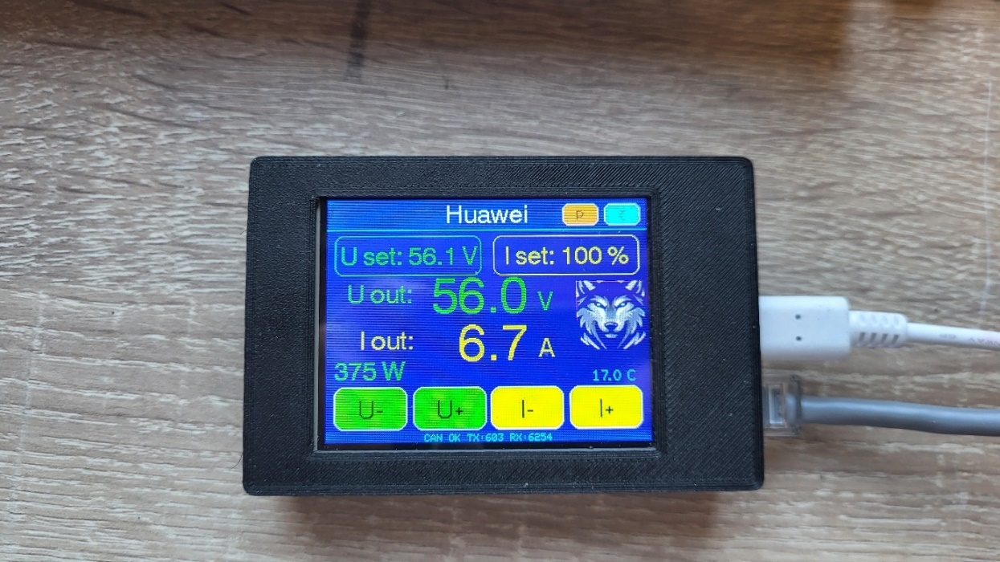 Huawei P
U set: 56.1 V I set: 100 %
U out: 56.0 V
I out: 6.7 A
375 W 17.0 C
U- U+ I- I+
CAN OK TX:603 RX:6254